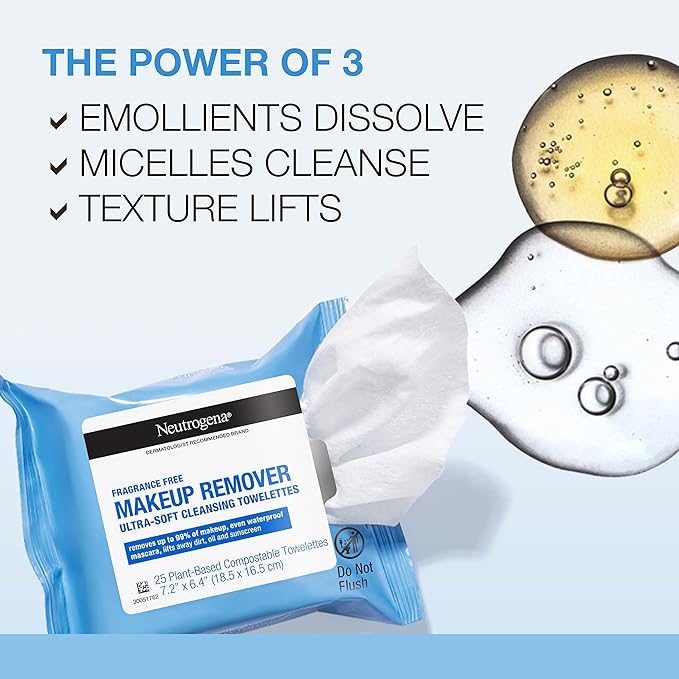 THE POWER OF 3
EMOLLIENTS DISSOLVE
MICELLES CLEANSE
TEXTURE LIFTS
Neutrogena®
DERMATOLOGIST RECOMMENDED BRAND
FRAGRANCE FREE
MAKEUP REMOVER
ULTRA-SOFT CLEANSING TOWELETTES
removes up to 99% of makeup, even waterproof
mascara, lifts away dirt, oil and sunscreen
25 Plant-Based Compostable Towelettes
7.2" x 6.4" (18.5 x 16.5 cm)
30051762
Do Not
Flush